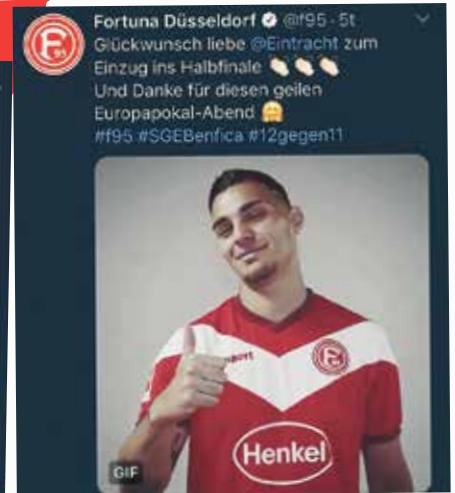 Fortuna Düsseldorf @f95 · 5t
Glückwunsch liebe @Eintracht zum
Einzug ins Halbfinale 👏🏻👏🏻👏🏻
Und Danke für diesen geilen
Europapokal-Abend 🤗
#f95 #SGEBenfica #12gegen11
F95
Henkel
GIF